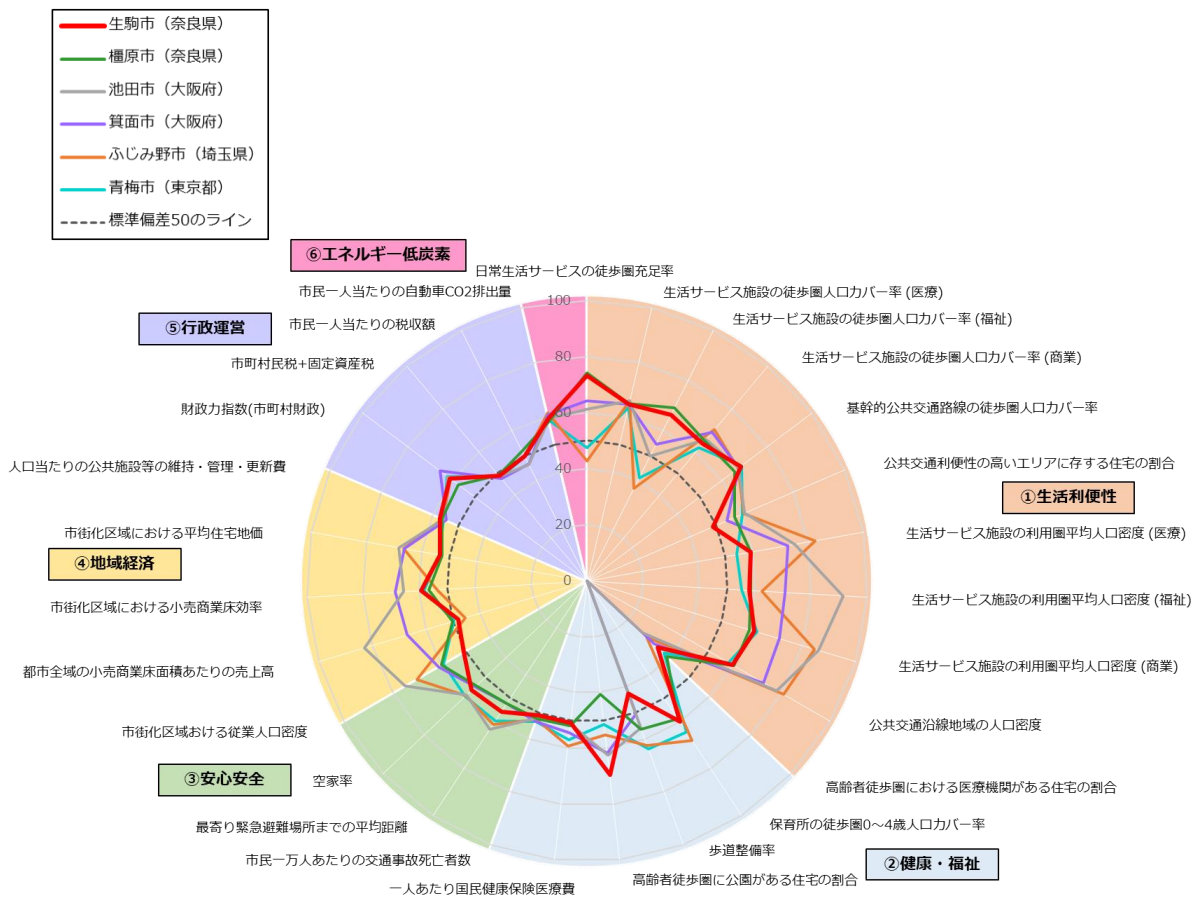 生駒市（奈良県）
橿原市（奈良県）
池田市（大阪府）
箕面市（大阪府）
ふじみ野市（埼玉県）
青梅市（東京都）
標準偏差50のライン
⑥エネルギー低炭素
日常生活サービスの徒歩圏充足率
市民一人当たりの自動車CO2排出量
生活サービス施設の徒歩圏人口カバー率 (医療)
⑤行政運営
市民一人当たりの税収額
生活サービス施設の徒歩圏人口カバー率 (福祉)
市町村民税+固定資産税
生活サービス施設の徒歩圏人口カバー率 (商業)
財政力指数(市町村財政)
基幹的公共交通路線の徒歩圏人口カバー率
人口当たりの公共施設等の維持・管理・更新費
公共交通利便性の高いエリアに存する住宅の割合
①生活利便性
市街化区域における平均住宅地価
生活サービス施設の利用圏平均人口密度 (医療)
④地域経済
市街化区域における小売商業床効率
生活サービス施設の利用圏平均人口密度 (福祉)
都市全域の小売商業床面積あたりの売上高
生活サービス施設の利用圏平均人口密度 (商業)
市街化区域おける従業人口密度
公共交通沿線地域の人口密度
③安心安全
空家率
高齢者徒歩圏における医療機関がある住宅の割合
最寄り緊急避難場所までの平均距離
保育所の徒歩圏0～4歳人口カバー率
市民一万人あたりの交通事故死亡者数
歩道整備率
②健康・福祉
一人あたり国民健康保険医療費
高齢者徒歩圏に公園がある住宅の割合
100
80
60
40
20
0